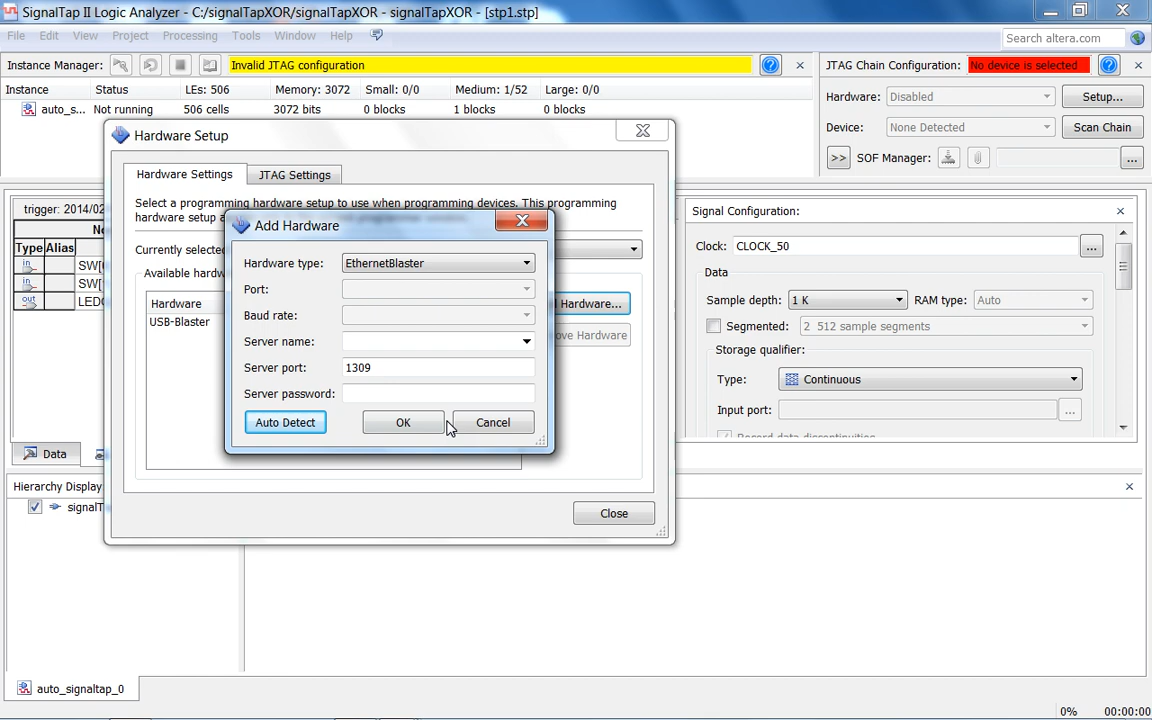 SignalTap II Logic Analyzer - C:/signalTapXOR/signalTapXOR - signalTapXOR - [stp1.stp]
File Edit View Project Processing Tools Window Help
Search altera.com
Instance Manager: Invalid JTAG configuration
JTAG Chain Configuration: No device is selected
Instance Status LEs: 506 Memory: 3072 Small: 0/0 Medium: 1/52 Large: 0/0
auto_s... Not running 506 cells 3072 bits 0 blocks 1 blocks 0 blocks
Hardware: Disabled Setup...
Device: None Detected Scan Chain
>> SOF Manager: ...
Hardware Setup
Hardware Settings JTAG Settings
Select a programming hardware setup to use when programming devices. This programming
hardware setup
Currently selected
Available hardw
Hardware
USB-Blaster
Hardware...
ove Hardware
Close
Add Hardware
Hardware type: EthernetBlaster
Port:
Baud rate:
Server name:
Server port: 1309
Server password:
Auto Detect OK Cancel
trigger: 2014/02
Type Alias
in SW[
in SW[
out LED
Data
Signal Configuration:
Clock: CLOCK_50 ...
Data
Sample depth: 1 K RAM type: Auto
Segmented: 2 512 sample segments
Storage qualifier:
Type: Continuous
Input port: ...
Record data discontinuities
Hierarchy Display
signalT
auto_signaltap_0
0% 00:00:00